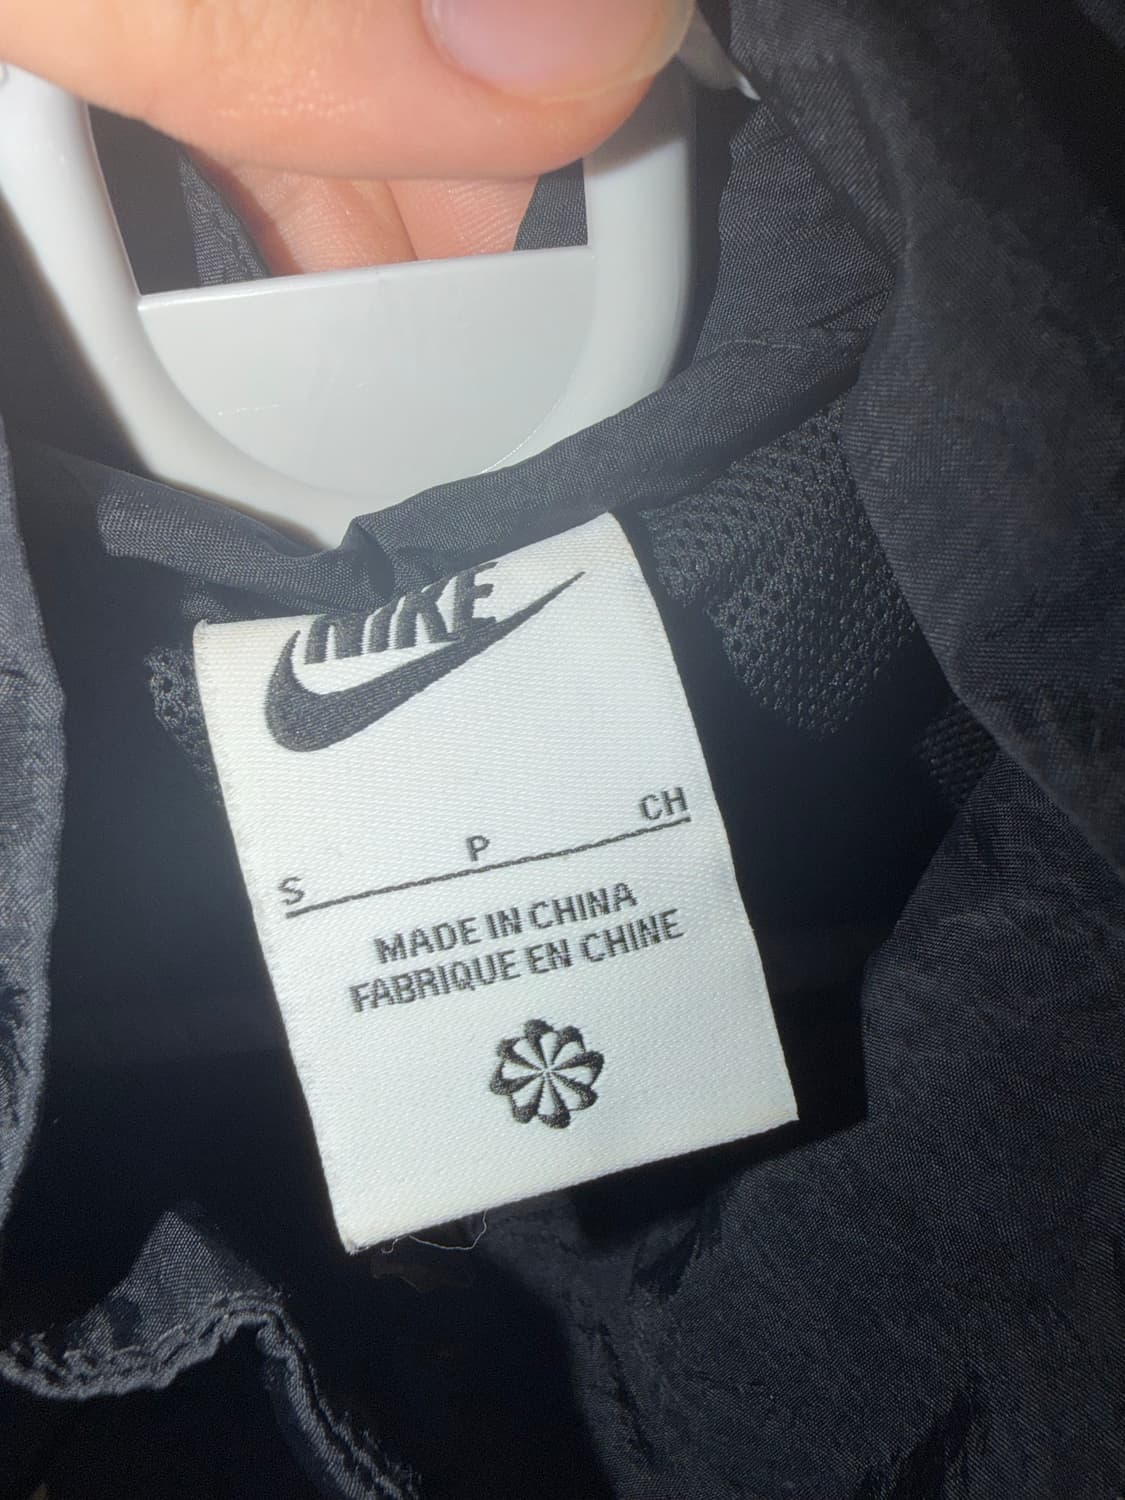 NIKE
S P CH
MADE IN CHINA
FABRIQUE EN CHINE